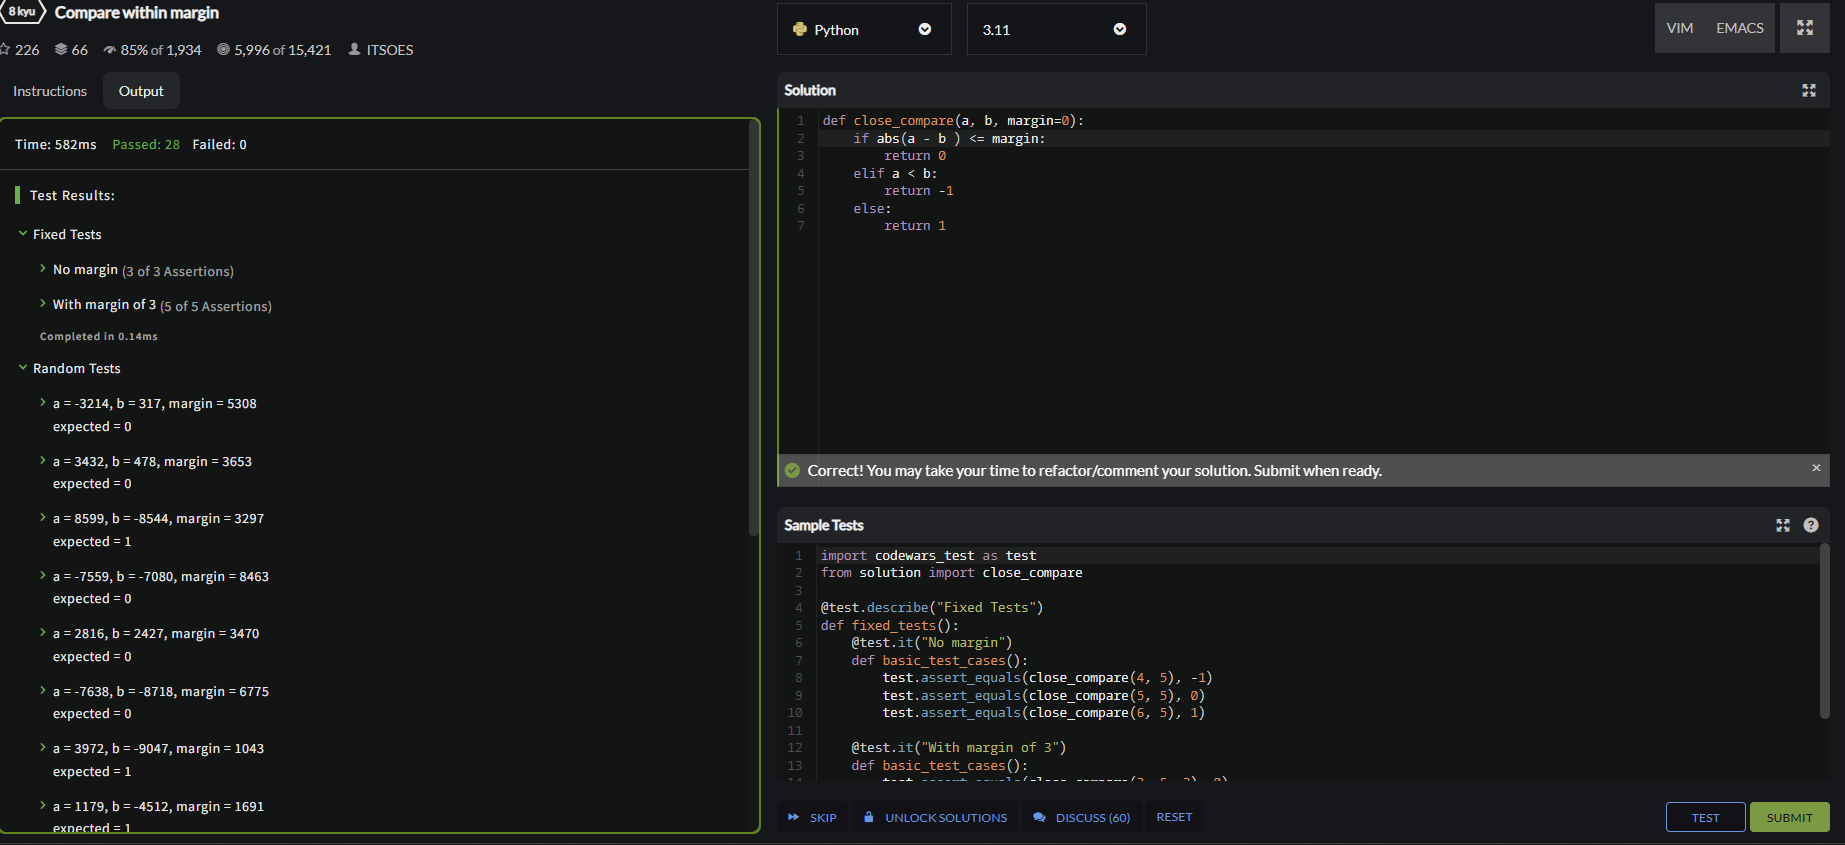 8 kyu Compare within margin
226 66 85% of 1,934 5,996 of 15,421 ITSOES
Instructions Output
Time: 582ms Passed: 28 Failed: 0
Test Results:
Fixed Tests
No margin (3 of 3 Assertions)
With margin of 3 (5 of 5 Assertions)
Completed in 0.14ms
Random Tests
a = -3214, b = 317, margin = 5308
expected = 0
a = 3432, b = 478, margin = 3653
expected = 0
a = 8599, b = -8544, margin = 3297
expected = 1
a = -7559, b = -7080, margin = 8463
expected = 0
a = 2816, b = 2427, margin = 3470
expected = 0
a = -7638, b = -8718, margin = 6775
expected = 0
a = 3972, b = -9047, margin = 1043
expected = 1
a = 1179, b = -4512, margin = 1691
expected = 1
Python 3.11 VIM EMACS
Solution
1 def close_compare(a, b, margin=0):
2 if abs(a - b ) <= margin:
3 return 0
4 elif a < b:
5 return -1
6 else:
7 return 1
Correct! You may take your time to refactor/comment your solution. Submit when ready. ×
Sample Tests ?
1 import codewars_test as test
2 from solution import close_compare
3
4 @test.describe("Fixed Tests")
5 def fixed_tests():
6 @test.it("No margin")
7 def basic_test_cases():
8 test.assert_equals(close_compare(4, 5), -1)
9 test.assert_equals(close_compare(5, 5), 0)
10 test.assert_equals(close_compare(6, 5), 1)
11
12 @test.it("With margin of 3")
13 def basic_test_cases():
SKIP UNLOCK SOLUTIONS DISCUSS (60) RESET TEST SUBMIT